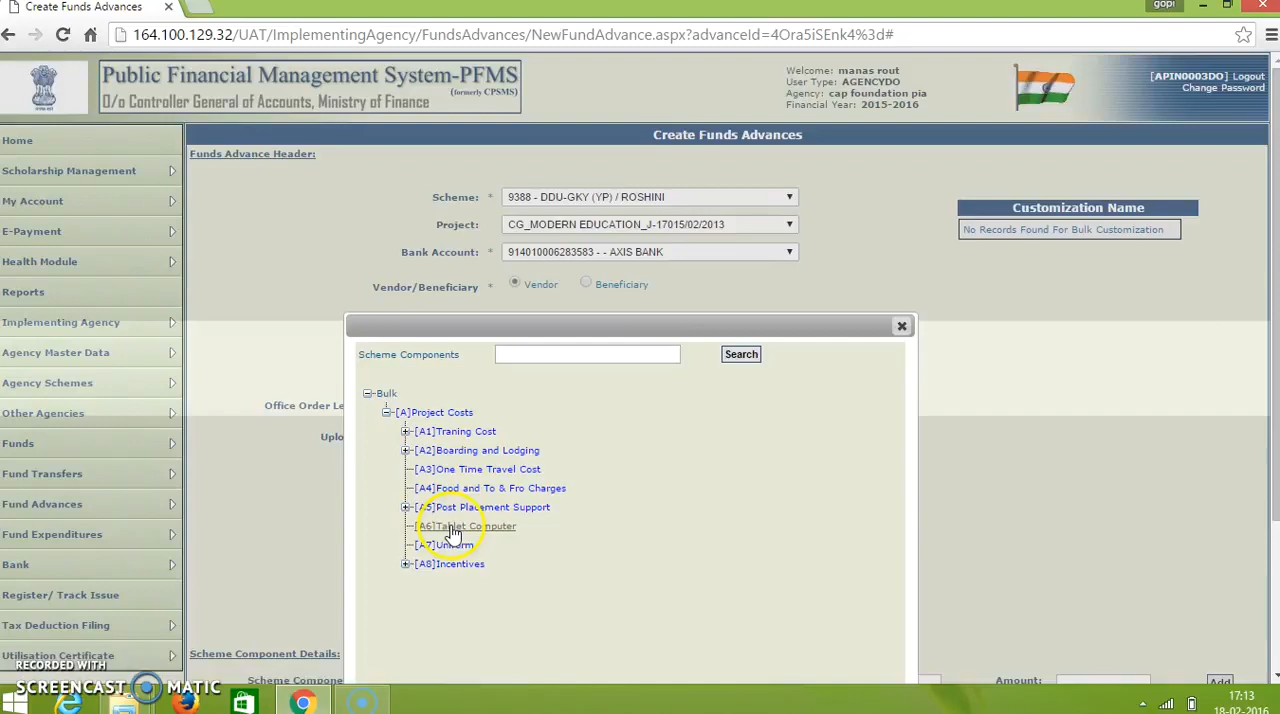 Create Funds Advances
gopi
164.100.129.32/UAT/ImplementingAgency/FundsAdvances/NewFundAdvance.aspx?advanceId=4Ora5iSEnk4%3d#
Public Financial Management System-PFMS
(formerly CPSMS)
O/o Controller General of Accounts, Ministry of Finance
Welcome: manas rout
User Type: AGENCYDO
Agency: cap foundation pia
Financial Year: 2015-2016
[APIN0003DO] Logout
Change Password
Home
Scholarship Management
My Account
E-Payment
Health Module
Reports
Implementing Agency
Agency Master Data
Agency Schemes
Other Agencies
Funds
Fund Transfers
Fund Advances
Fund Expenditures
Bank
Register/ Track Issue
Tax Deduction Filing
Utilisation Certificate
Create Funds Advances
Funds Advance Header:
Scheme: * 9388 - DDU-GKY (YP) / ROSHINI
Project: CG_MODERN EDUCATION_J-17015/02/2013
Bank Account: * 914010006283583 - - AXIS BANK
Vendor/Beneficiary * Vendor Beneficiary
Customization Name
No Records Found For Bulk Customization
Office Order Le
Uplo
Scheme Components Search
Bulk
[A]Project Costs
[A1]Traning Cost
[A2]Boarding and Lodging
[A3]One Time Travel Cost
[A4]Food and To & Fro Charges
[A5]Post Placement Support
[A6]Tablet Computer
[A7]Uniform
[A8]Incentives
Scheme Component Details:
Scheme Compone
Amount: Add
RECORDED WITH
SCREENCAST MATIC
17:13
18-02-2016